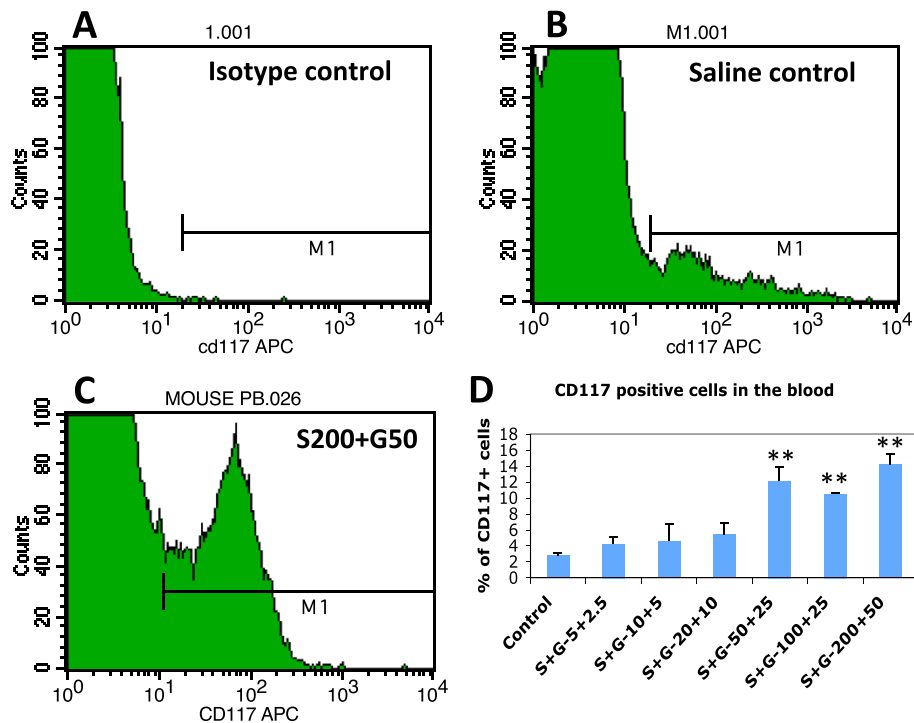 A
1.001
Isotype control
Counts
100
80
60
40
20
0
M1
10⁰ 10¹ 10² 10³ 10⁴
cd117 APC
B
M1.001
Saline control
Counts
100
80
60
40
20
0
M1
10⁰ 10¹ 10² 10³ 10⁴
cd117 APC
C
MOUSE PB.026
S200+G50
Counts
100
80
60
40
20
0
M1
10⁰ 10¹ 10² 10³ 10⁴
CD117 APC
D
CD117 positive cells in the blood
% of CD117+ cells
18
16
14
12
10
8
6
4
2
0
** ** **
Control
S+G-5+2.5
S+G-10+5
S+G-20+10
S+G-50+25
S+G-100+25
S+G-200+50